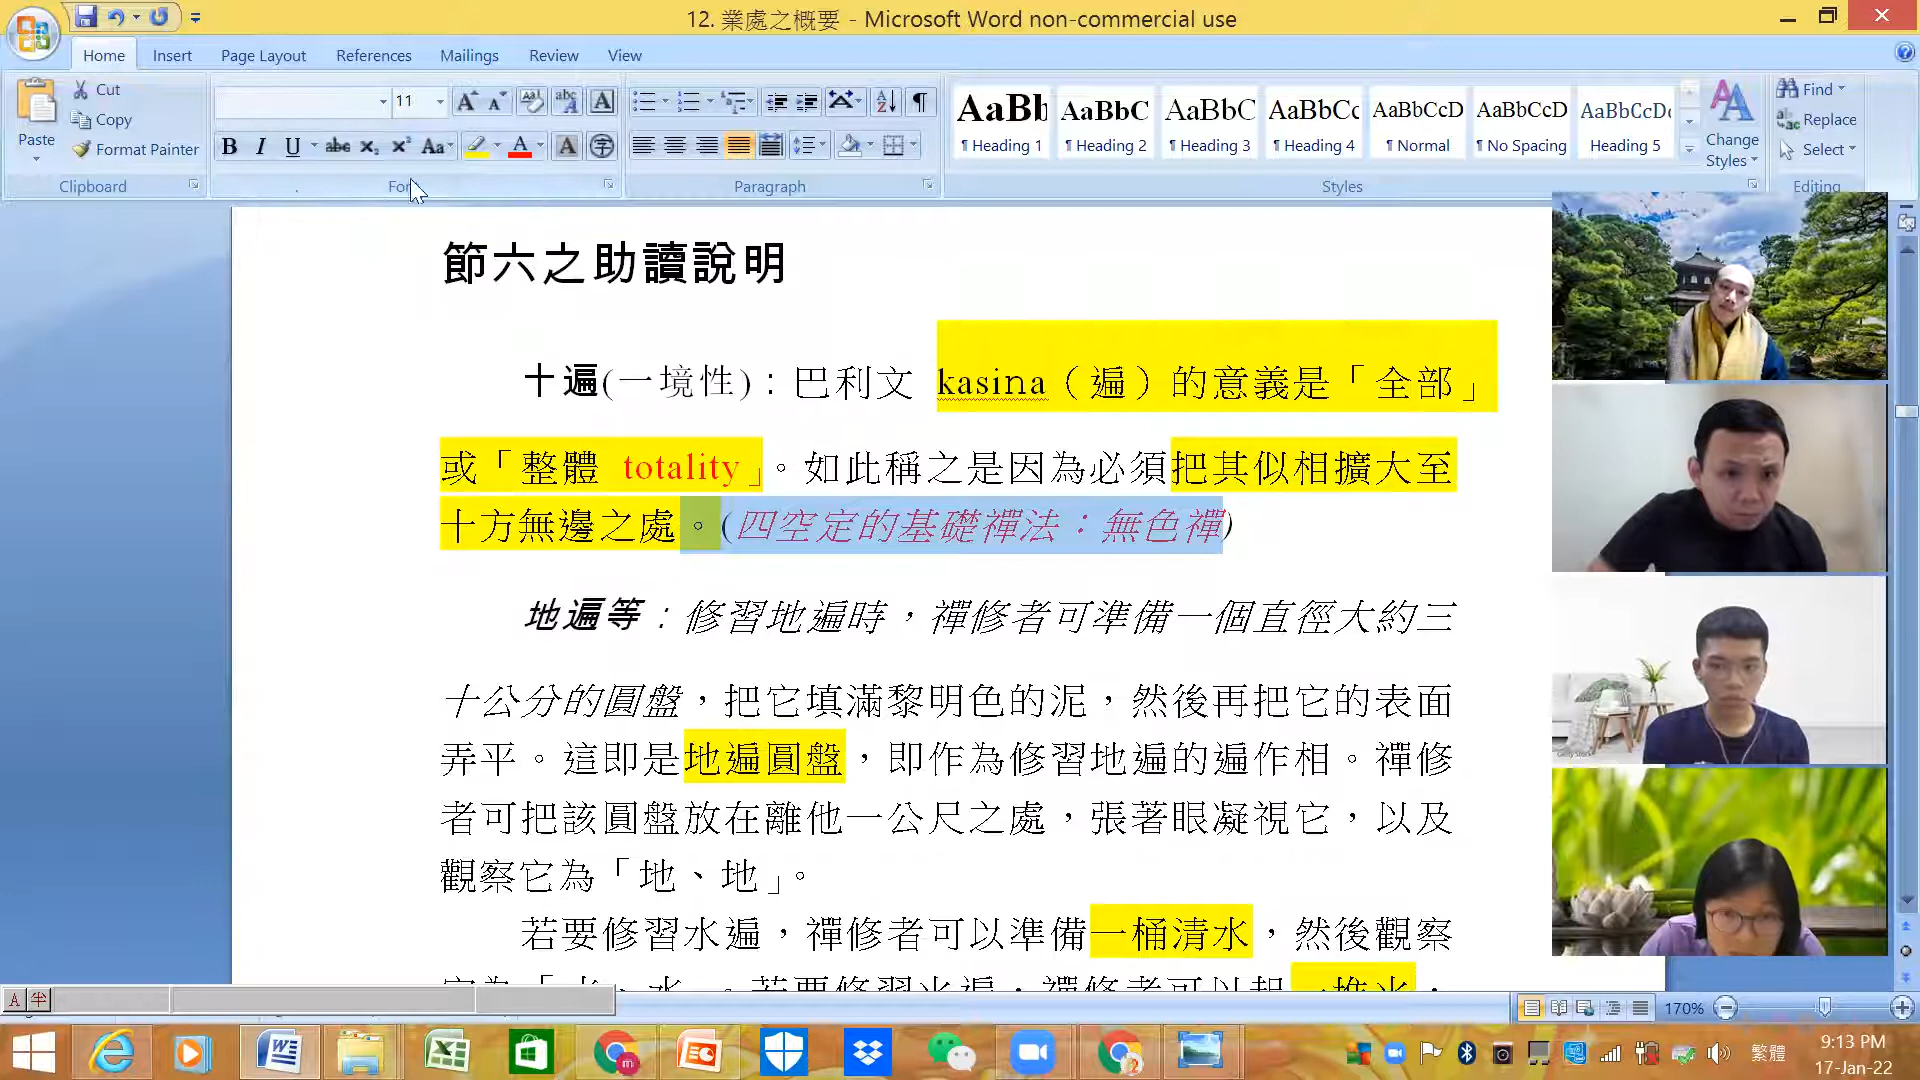 12. 業處之概要 - Microsoft Word non-commercial use
Home Insert Page Layout References Mailings Review View
Paste
Cut
Copy
Format Painter
11
AaBb AaBbC AaBbC AaBbCc AaBbCcD AaBbCcD AaBbCcDc
¶ Heading 1 ¶ Heading 2 ¶ Heading 3 ¶ Heading 4 ¶ Normal ¶ No Spacing Heading 5
Change Styles
Find
Replace
Select
Clipboard Paragraph Styles Editing
節六之助讀說明
十遍(一境性)：巴利文 kasina（遍）的意義是「全部」
或「整體 totality」。如此稱之是因為必須把其似相擴大至
十方無邊之處。(四空定的基礎禪法：無色禪)
地遍等：修習地遍時，禪修者可準備一個直徑大約三
十公分的圓盤，把它填滿黎明色的泥，然後再把它的表面
弄平。這即是地遍圓盤，即作為修習地遍的遍作相。禪修
者可把該圓盤放在離他一公尺之處，張著眼凝視它，以及
觀察它為「地、地」。
若要修習水遍，禪修者可以準備一桶清水，然後觀察
170%
繁體
9:13 PM
17-Jan-22